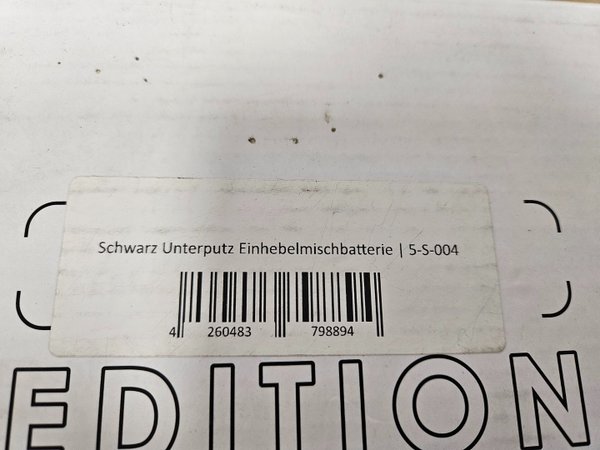 Schwarz Unterputz Einhebelmischbatterie | 5-S-004
4 260483 798894
EDITION